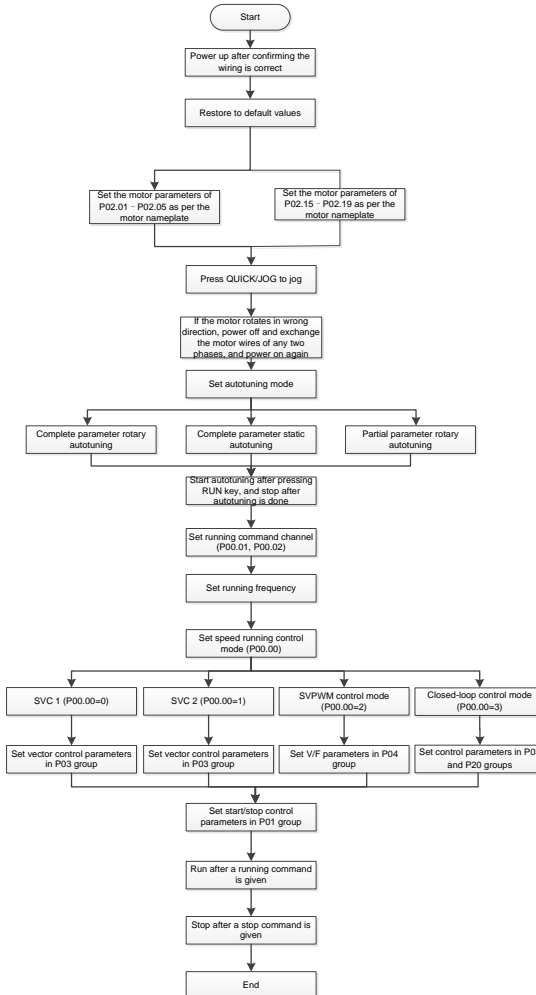 Start
Power up after confirming the
wiring is correct
Restore to default values
Set the motor parameters of
P02.01 - P02.05 as per the
motor nameplate
Set the motor parameters of
P02.15 - P02.19 as per the
motor nameplate
Press QUICK/JOG to jog
If the motor rotates in wrong
direction, power off and exchange
the motor wires of any two
phases, and power on again
Set autotuning mode
Complete parameter rotary
autotuning
Complete parameter static
autotuning
Partial parameter rotary
autotuning
Start autotuning after pressing
RUN key, and stop after
autotuning is done
Set running command channel
(P00.01, P00.02)
Set running frequency
Set speed running control
mode (P00.00)
SVC 1 (P00.00=0)
SVC 2 (P00.00=1)
SVPWM control mode
(P00.00=2)
Closed-loop control mode
(P00.00=3)
Set vector control parameters
in P03 group
Set vector control parameters
in P03 group
Set V/F parameters in P04
group
Set control parameters in
and P20 groups
Set start/stop control
parameters in P01 group
Run after a running command
is given
Stop after a stop command is
given
End